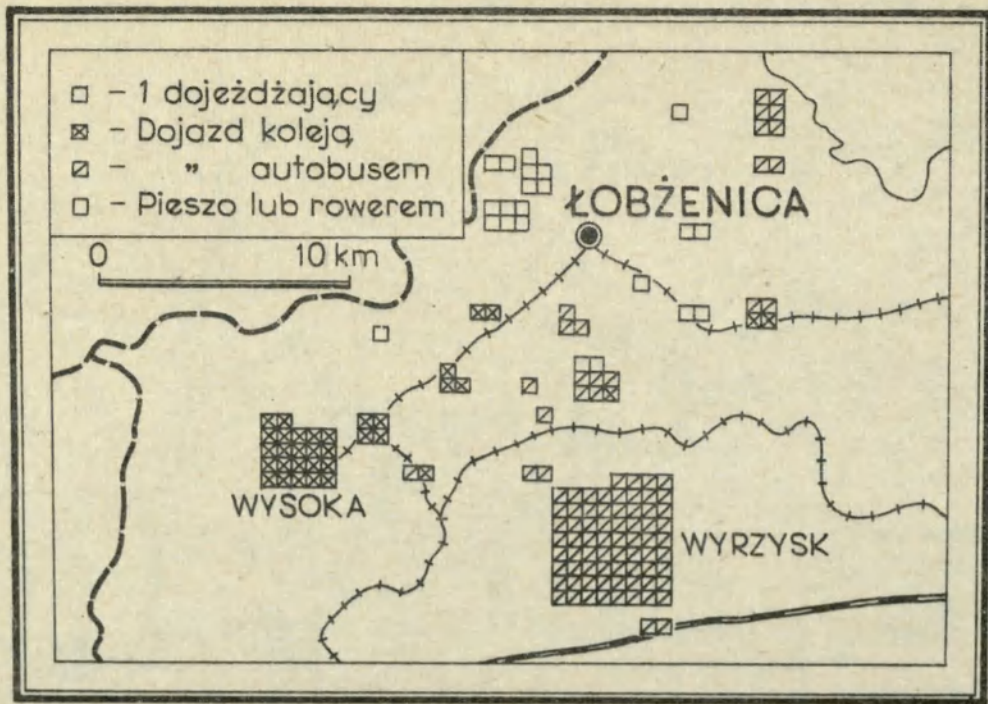 - 1 dojeżdżający
- Dojazd koleją
- " autobusem
- Pieszo lub rowerem
0 10 km
ŁOBŻENICA
WYSOKA
WYRZYSK